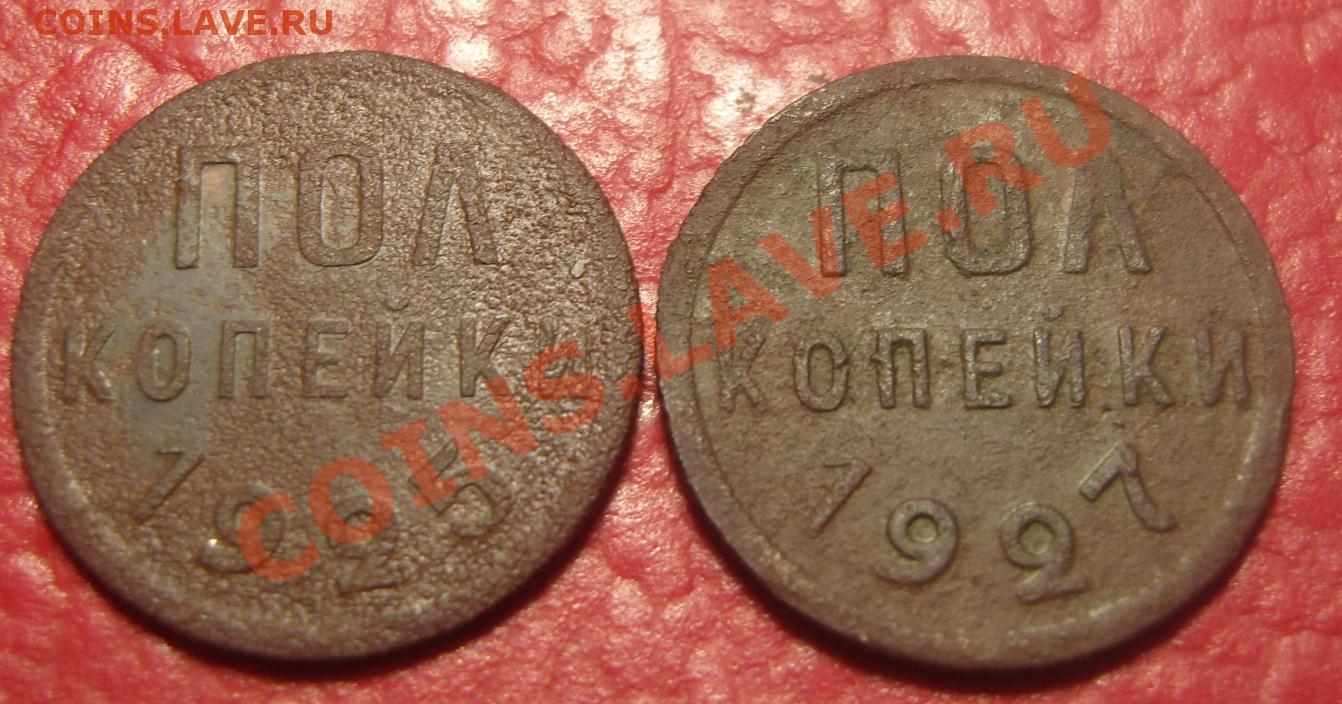 COINS.LAVE.RU
ПОЛ
КОПЕЙКИ
1925
ПОЛ
КОПЕЙКИ
1927
COINS.LAVE.RU